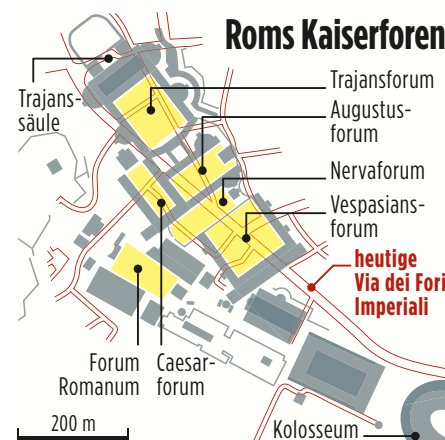 Roms Kaiserforen
Trajans-
säule
Trajansforum
Augustus-
forum
Nervaforum
Vespasians-
forum
heutige
Via dei Fori
Imperiali
Forum
Romanum
Caesar-
forum
200 m
Kolosseum